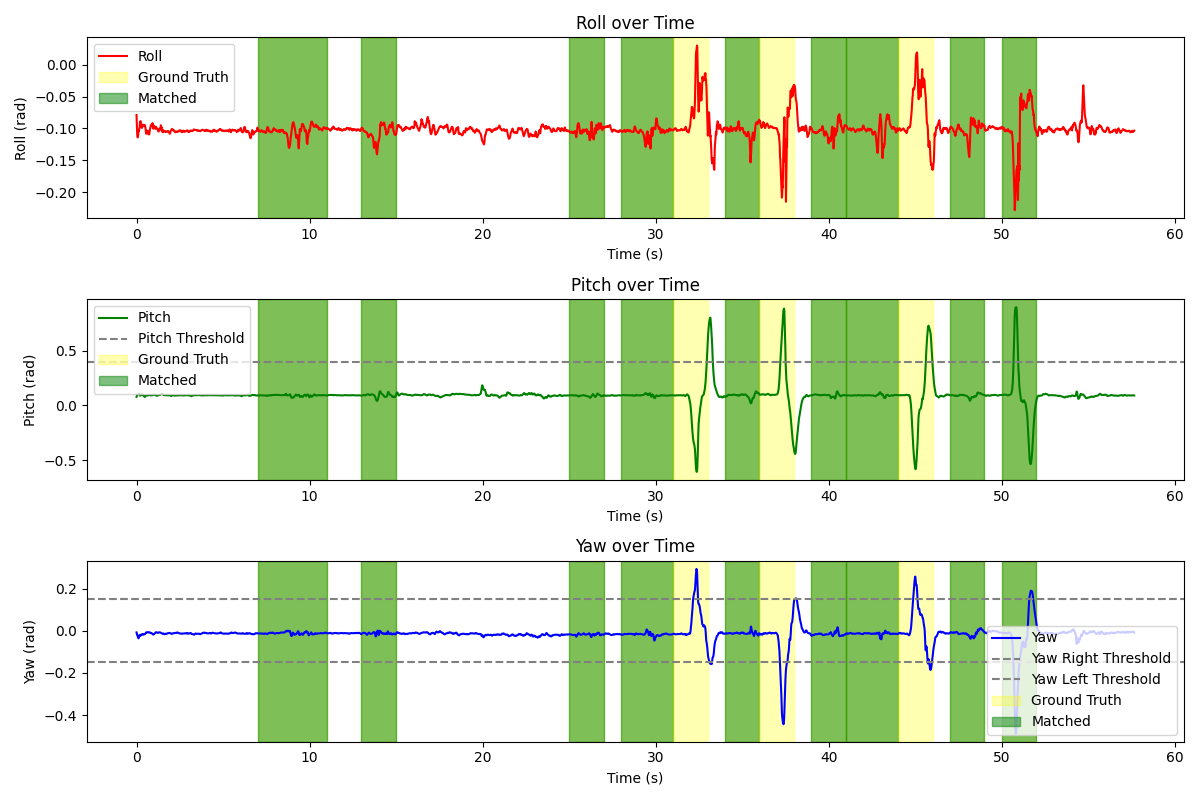 Roll over Time
Roll (rad)
0.00
−0.05
−0.10
−0.15
−0.20
Roll
Ground Truth
Matched
0 10 20 30 40 50 60
Time (s)
Pitch over Time
Pitch (rad)
0.5
0.0
−0.5
Pitch
Pitch Threshold
Ground Truth
Matched
0 10 20 30 40 50 60
Time (s)
Yaw over Time
Yaw (rad)
0.2
0.0
−0.2
−0.4
Yaw
Yaw Right Threshold
Yaw Left Threshold
Ground Truth
Matched
0 10 20 30 40 50 60
Time (s)